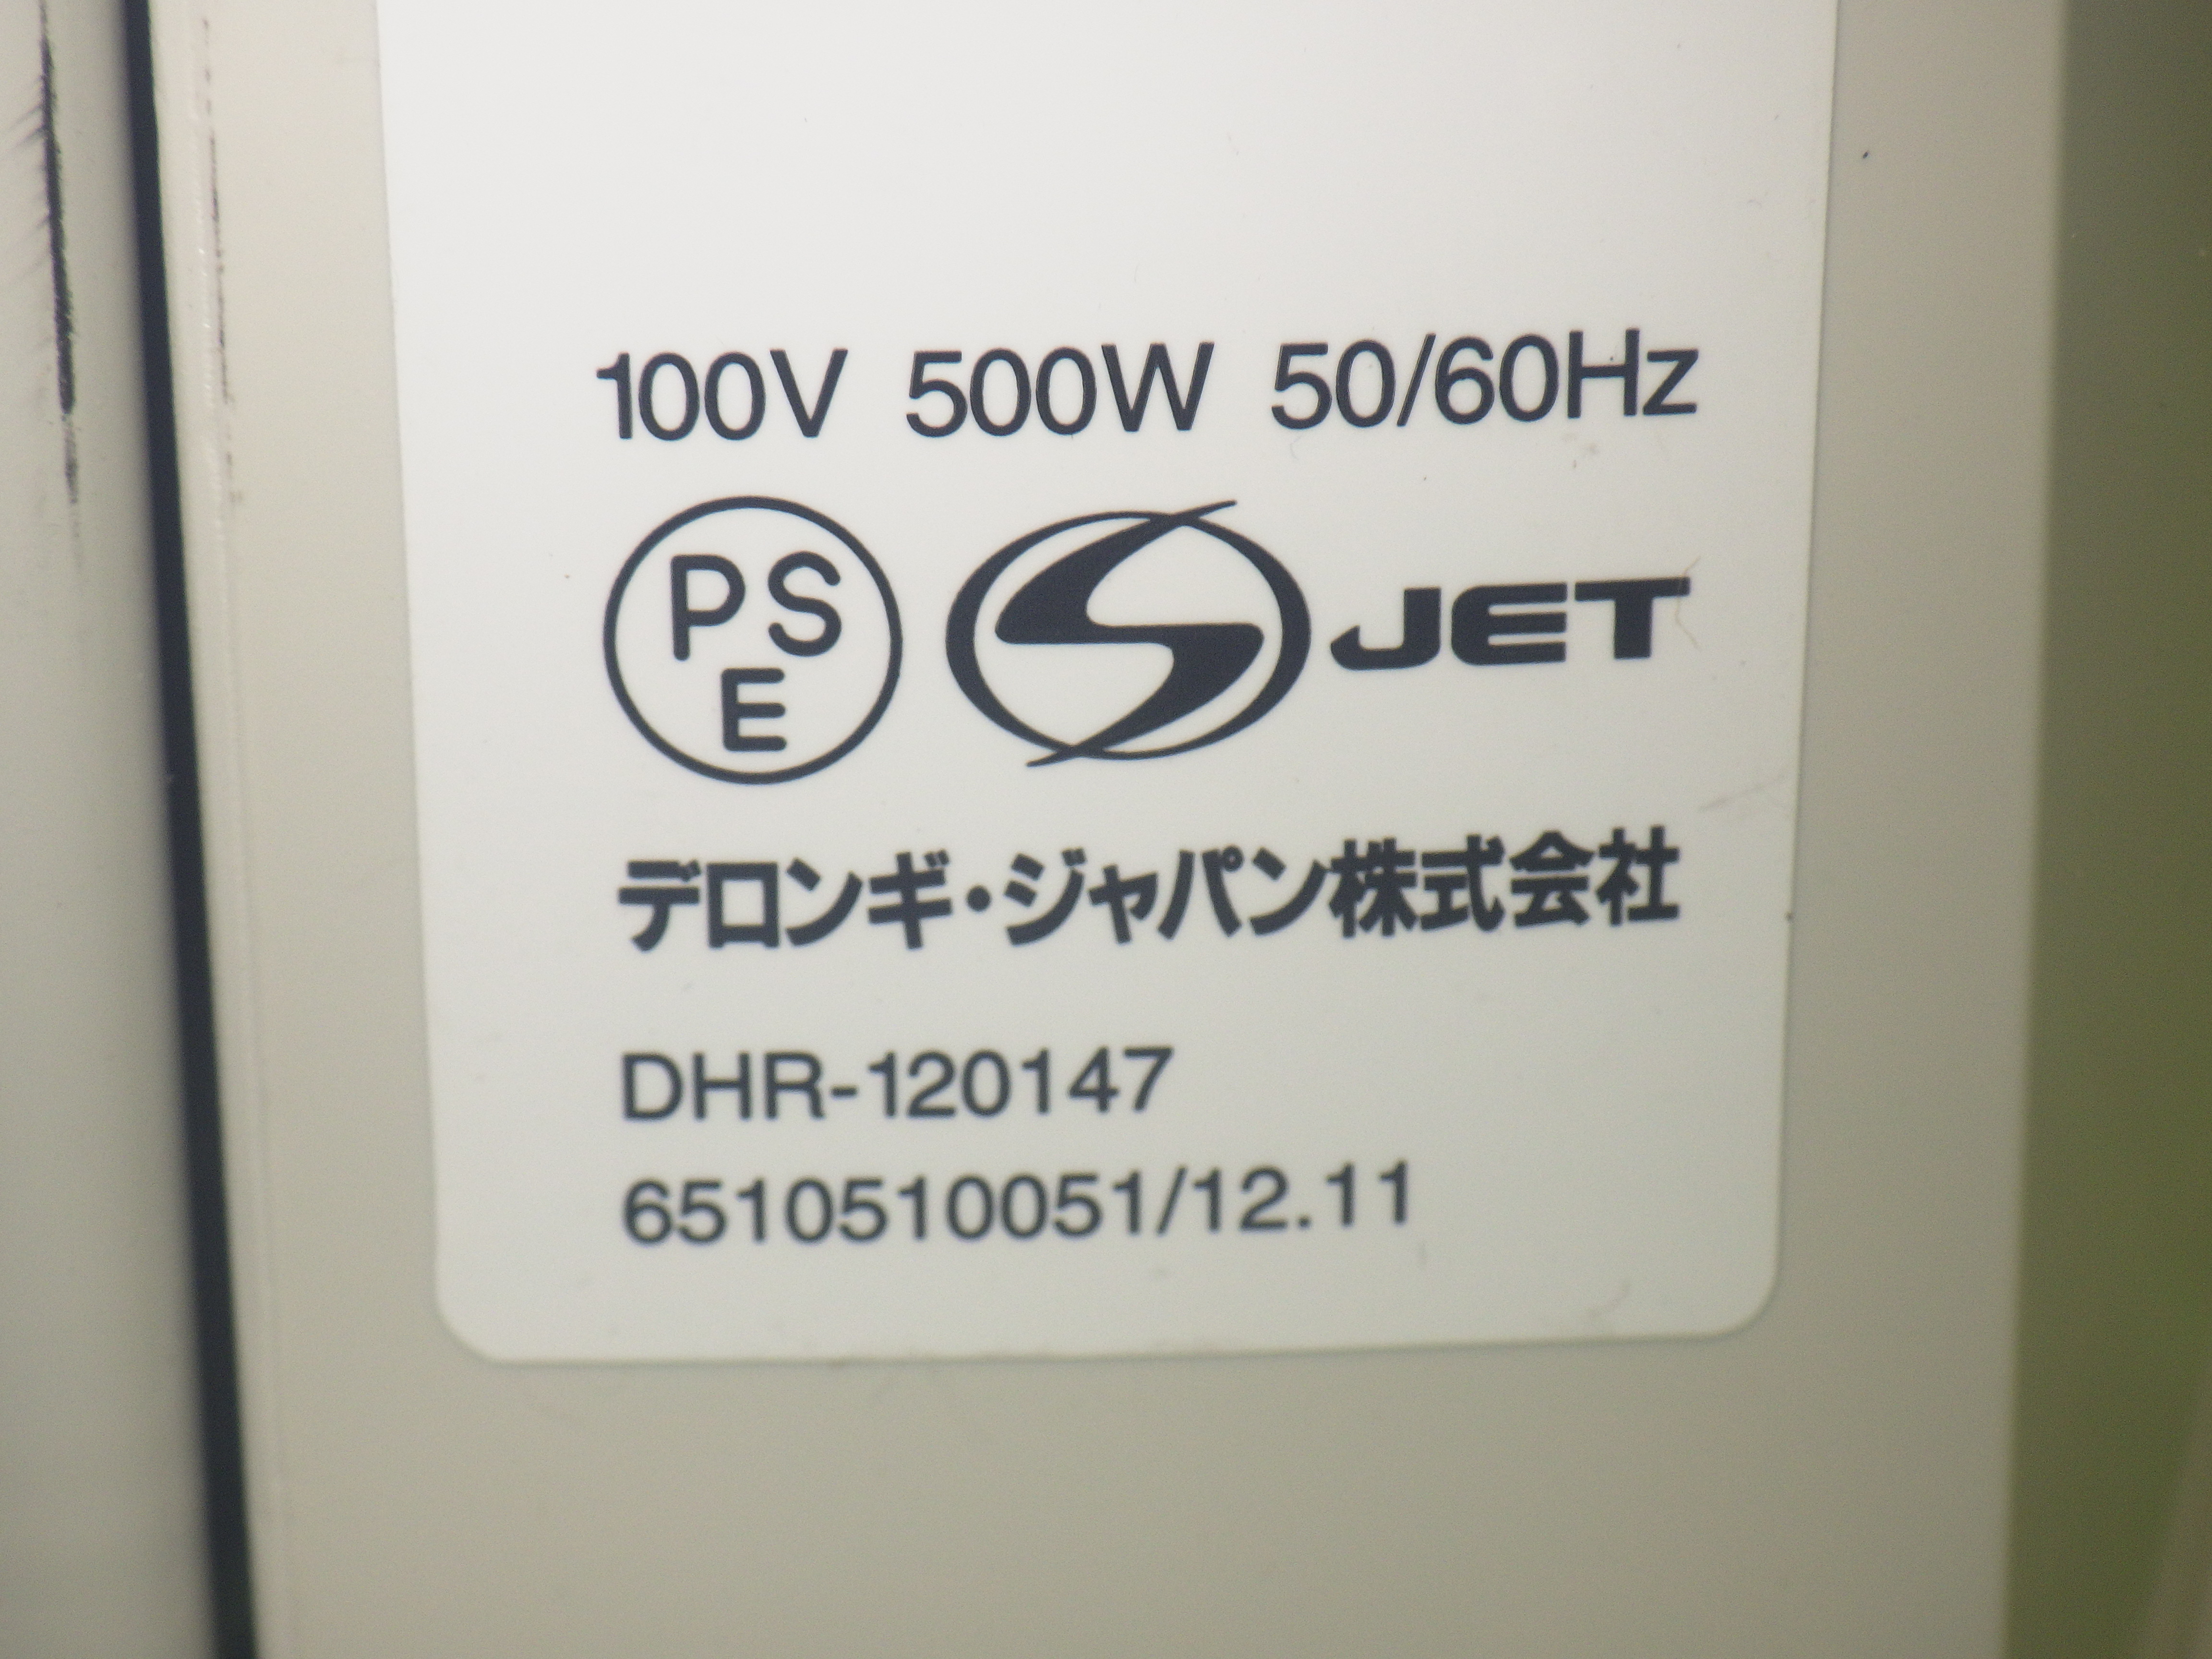 100V 500W 50/60Hz
PS
E
S JET
デロンギ・ジャパン株式会社
DHR-120147
6510510051/12.11